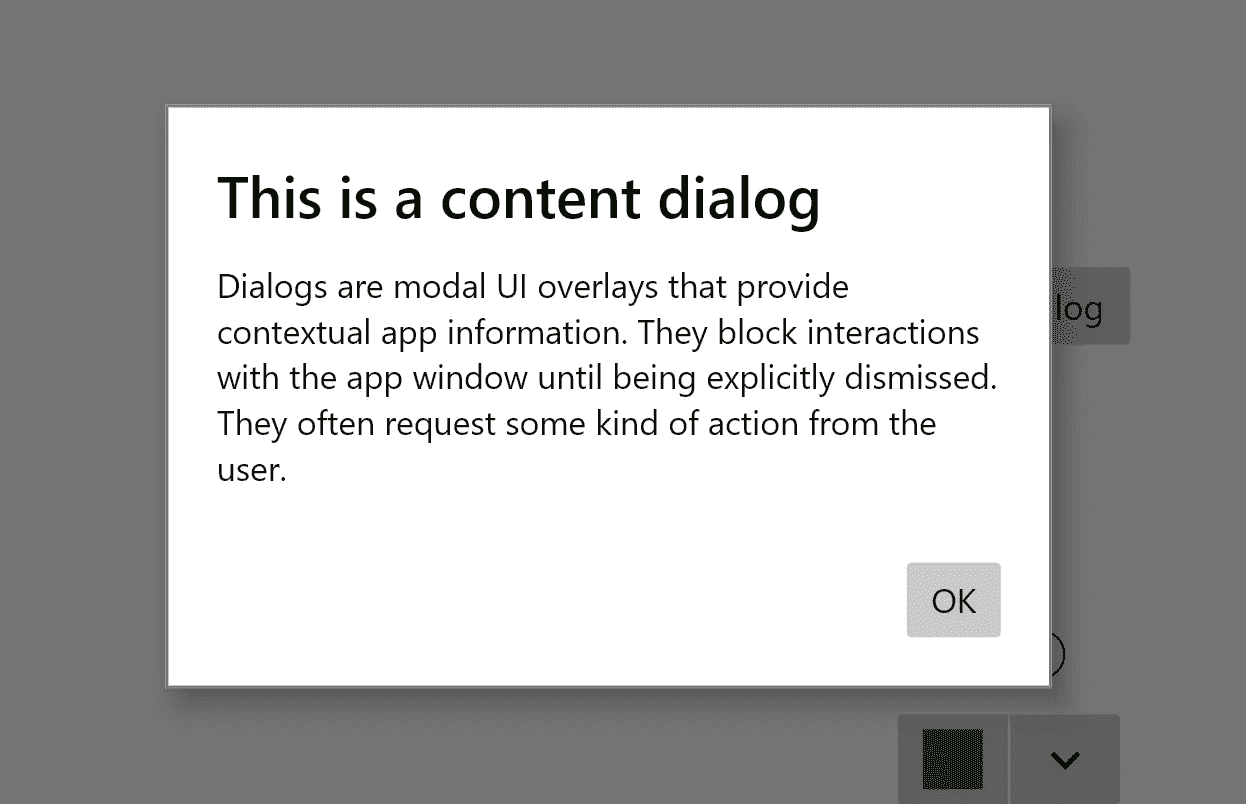 This is a content dialog
Dialogs are modal UI overlays that provide
contextual app information. They block interactions
with the app window until being explicitly dismissed.
They often request some kind of action from the
user.
log
OK